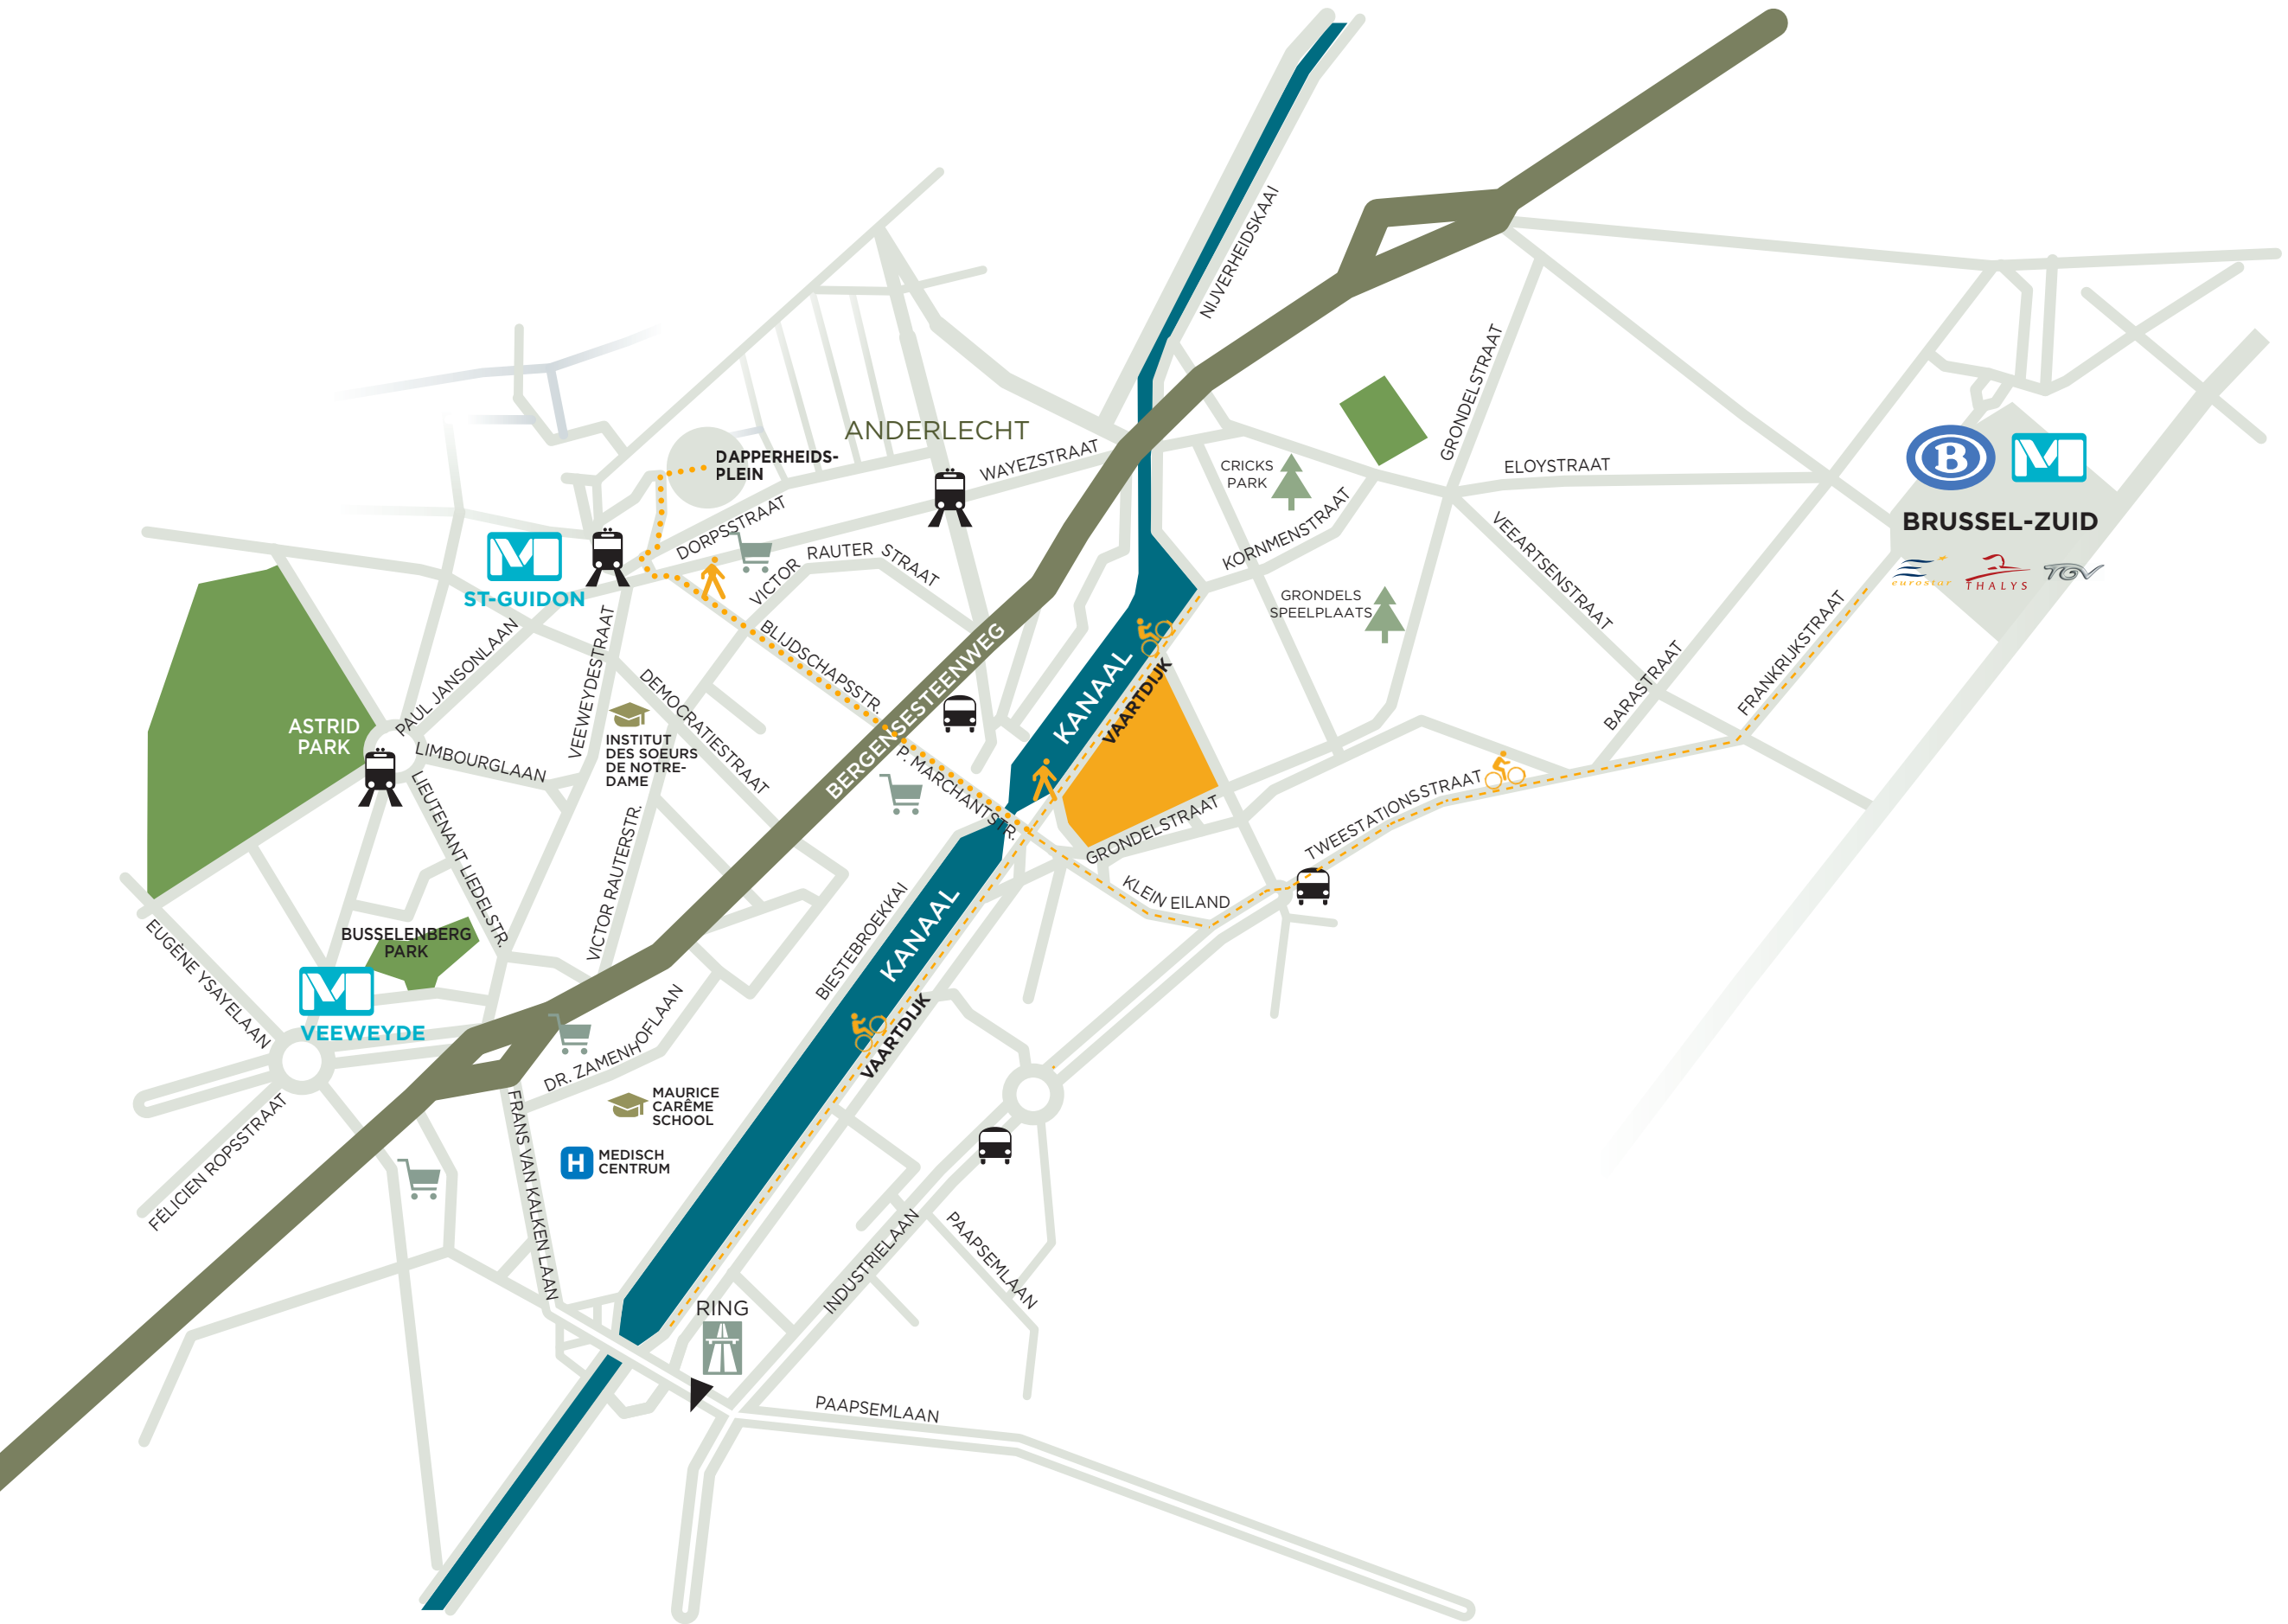 NIJVERHEIDSKAAI
GRONDELSTRAAT
ANDERLECHT
WAYEZSTRAAT
DAPPERHEIDS-
PLEIN
CRICKS
PARK
ELOYSTRAAT
B
M
BRUSSEL-ZUID
eurostar
THALYS
TGV
DORPSSTRAAT
KORNMENSTRAAT
VEEARTSENSTRAAT
M
ST-GUIDON
VICTOR RAUTER STRAAT
GRONDELS
SPEELPLAATS
PAUL JANSONLAAN
VEEWEYDESTRAAT
BLIJDSCHAPSSTR.
BERGENSESTEENWEG
KANAAL
VAARTDIJK
BARASTRAAT
FRANKRIJKSTRAAT
ASTRID
PARK
LIMBOURGLAAN
INSTITUT
DES SOEURS
DE NOTRE-
DAME
DEMOCRATIESTRAAT
P. MARCHANTSTR.
GRONDELSTRAAT
TWEESTATIONSSTRAAT
LIEUTENANT LIEDELSTR.
VICTOR RAUTERSTR.
KLEIN EILAND
BIESTEBROEKKAI
KANAAL
VAARTDIJK
EUGÈNE YSAYELAAN
BUSSELENBERG
PARK
M
VEEWEYDE
DR. ZAMENHOFLAAN
MAURICE
CARÊME
SCHOOL
H
MEDISCH
CENTRUM
FÉLICIEN ROPSSTRAAT
FRANS VAN KALKEN LAAN
INDUSTRIELAAN
PAAPSEMLAAN
RING
PAAPSEMLAAN